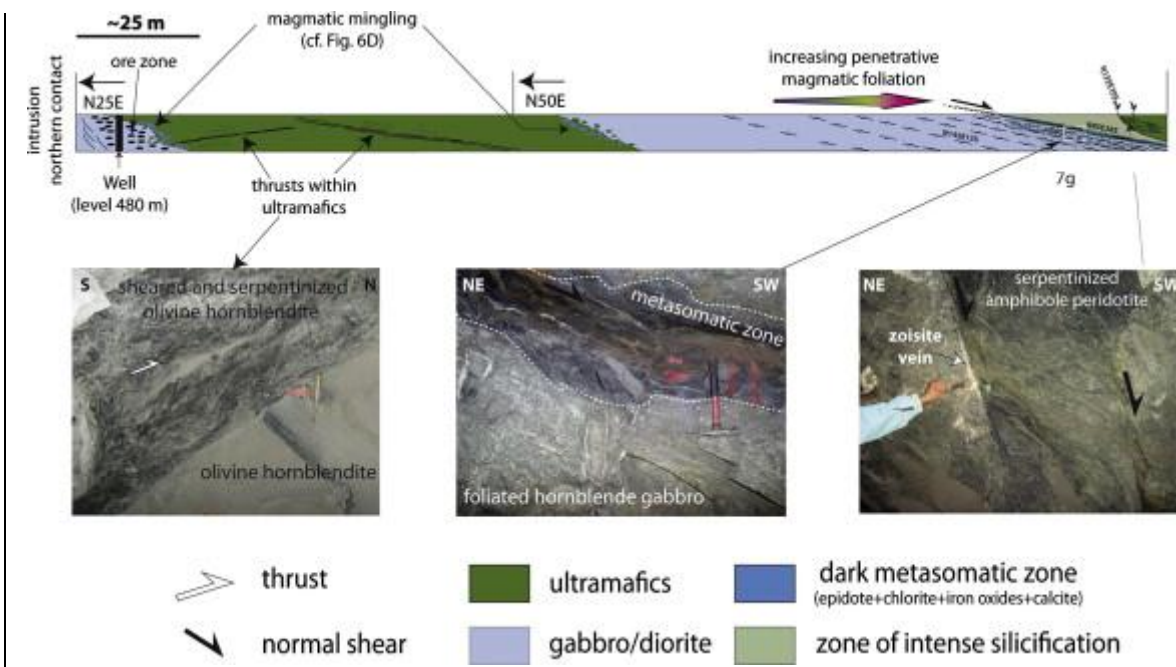 ~25 m
magmatic mingling
(cf. Fig. 6D)
ore zone
increasing penetrative
magmatic foliation
N25E
N50E
intrusion
northern contact
Well
(level 480 m)
thrusts within
ultramafics
7g
S
N
sheared and serpentinized
olivine hornblendite
olivine hornblendite
NE
SW
metasomatic zone
foliated hornblende gabbro
NE
SW
serpentinized
amphibole peridotite
zoisite
vein
thrust
normal shear
ultramafics
gabbro/diorite
dark metasomatic zone
(epidote+chlorite+iron oxides+calcite)
zone of intense silicification